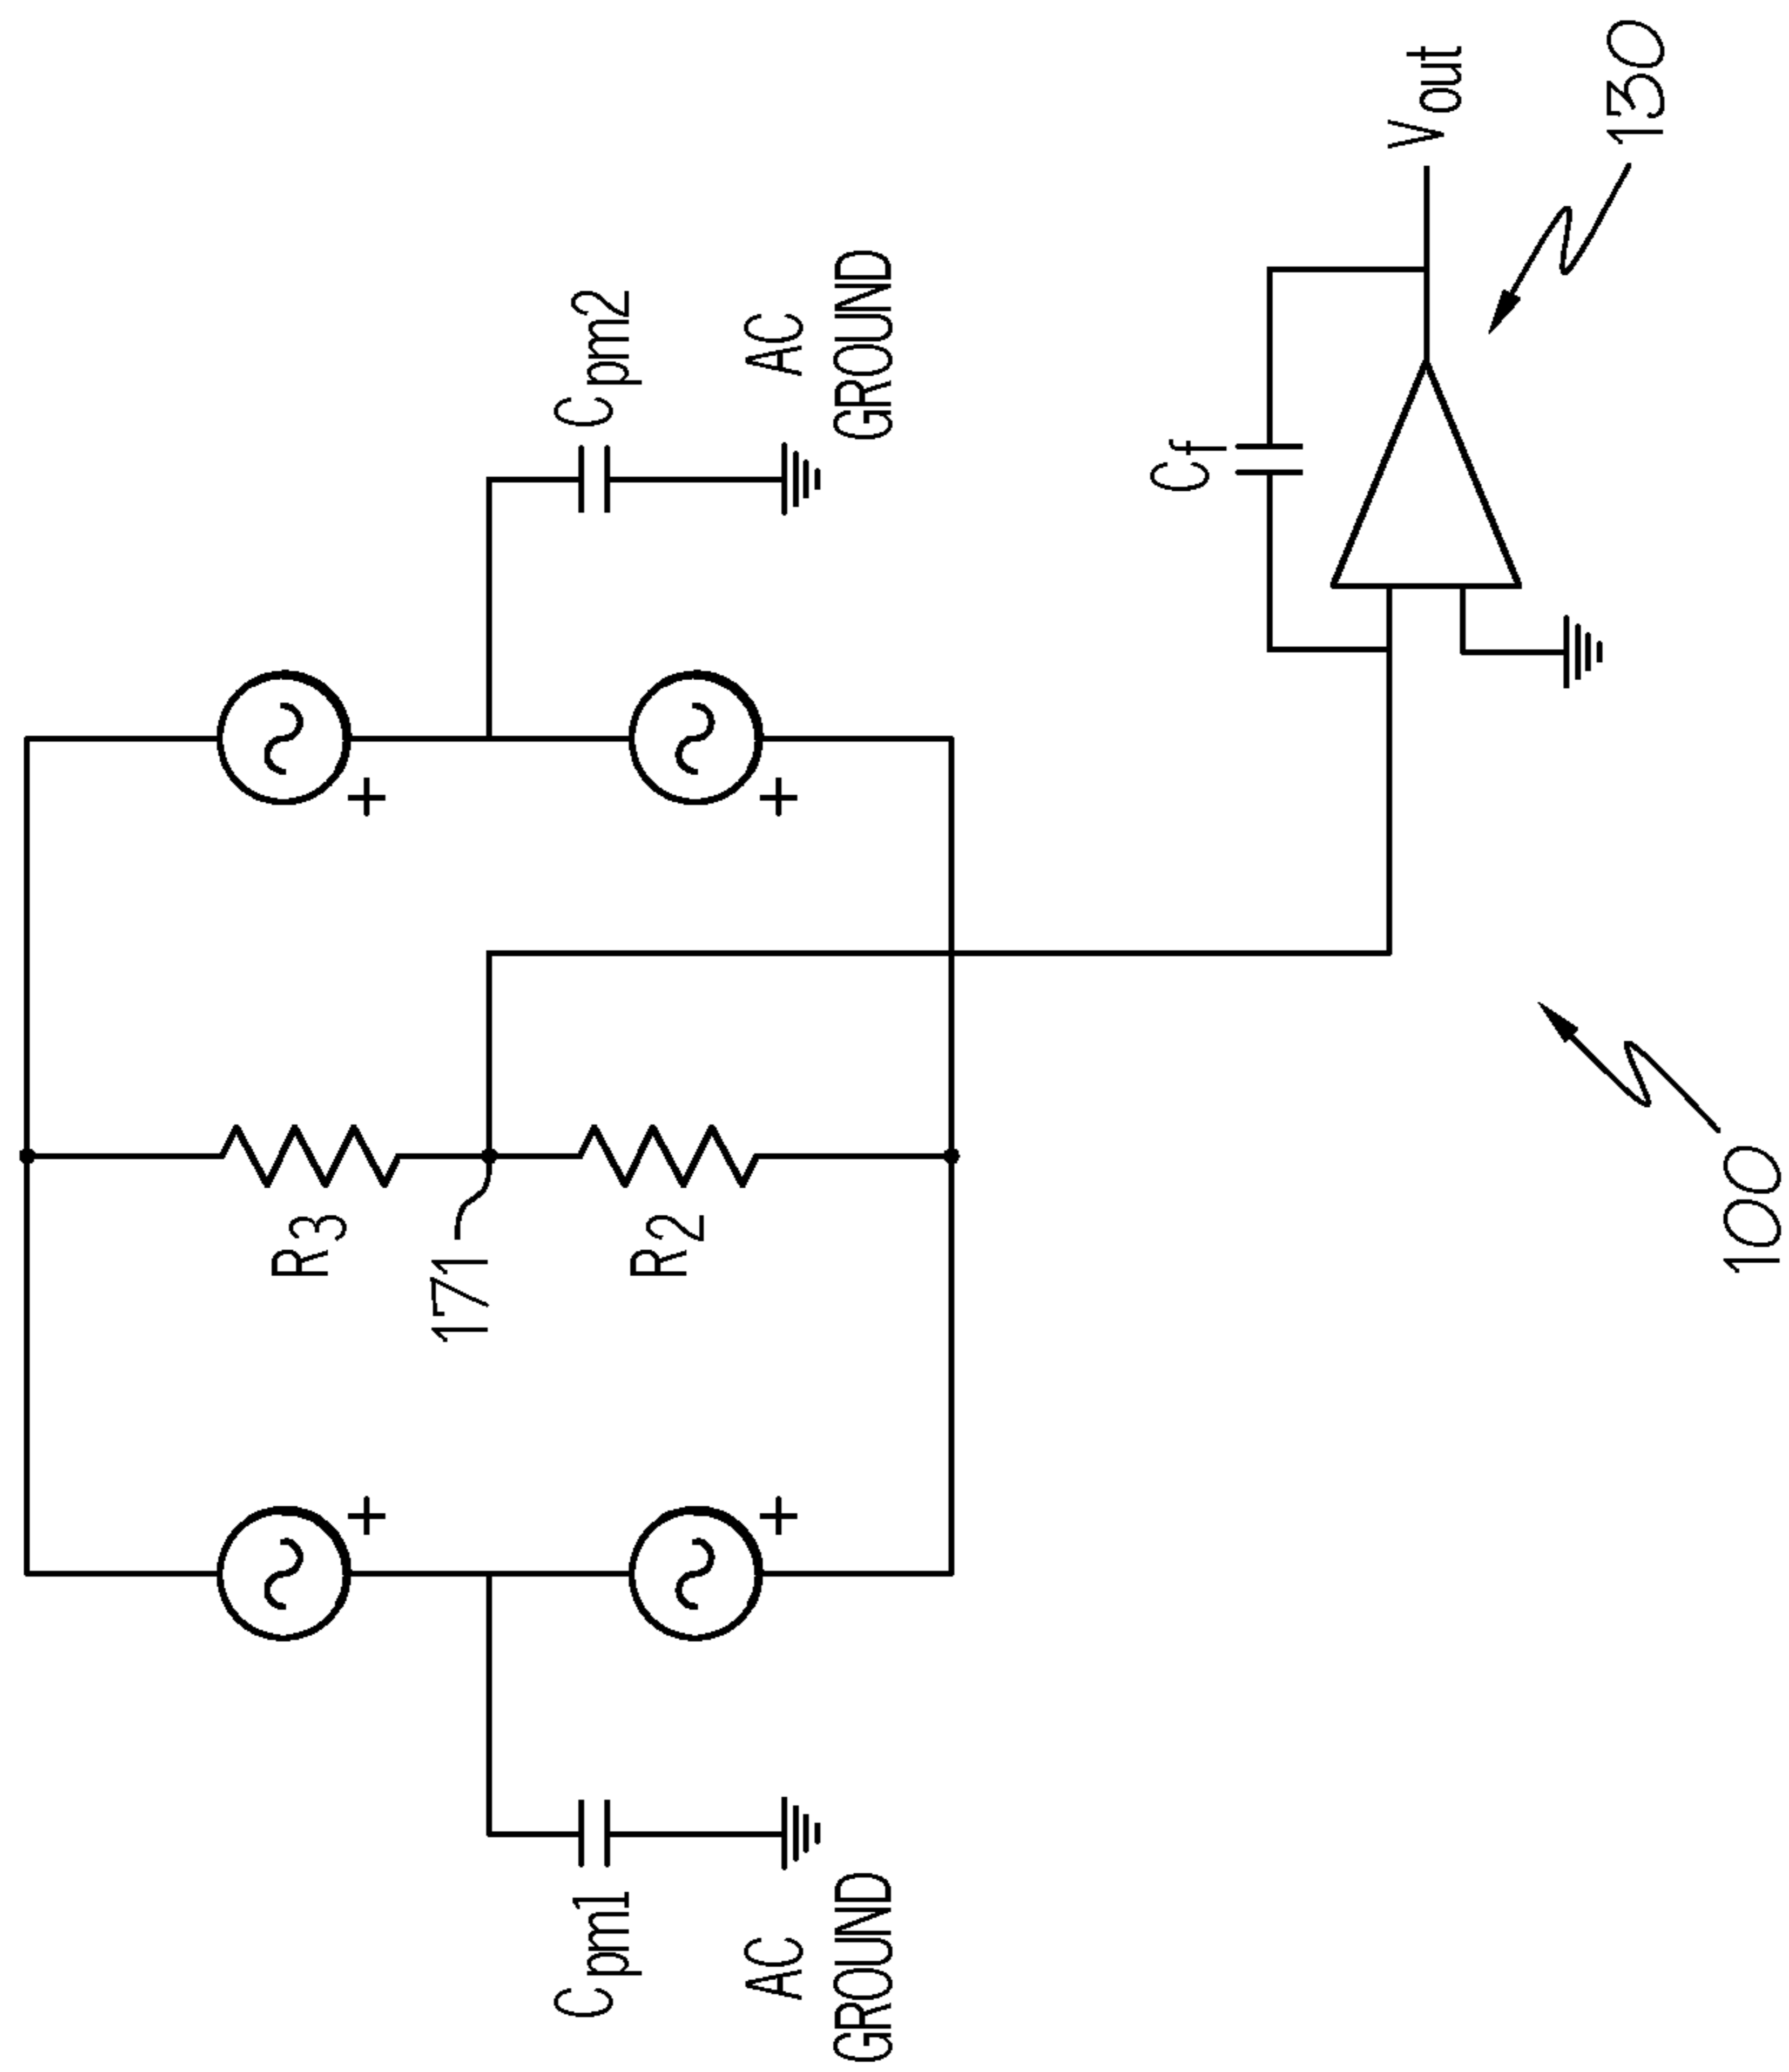 Cpm1
AC
GROUND
R3
171
R2
Cpm2
AC
GROUND
Cf
Vout
130
100